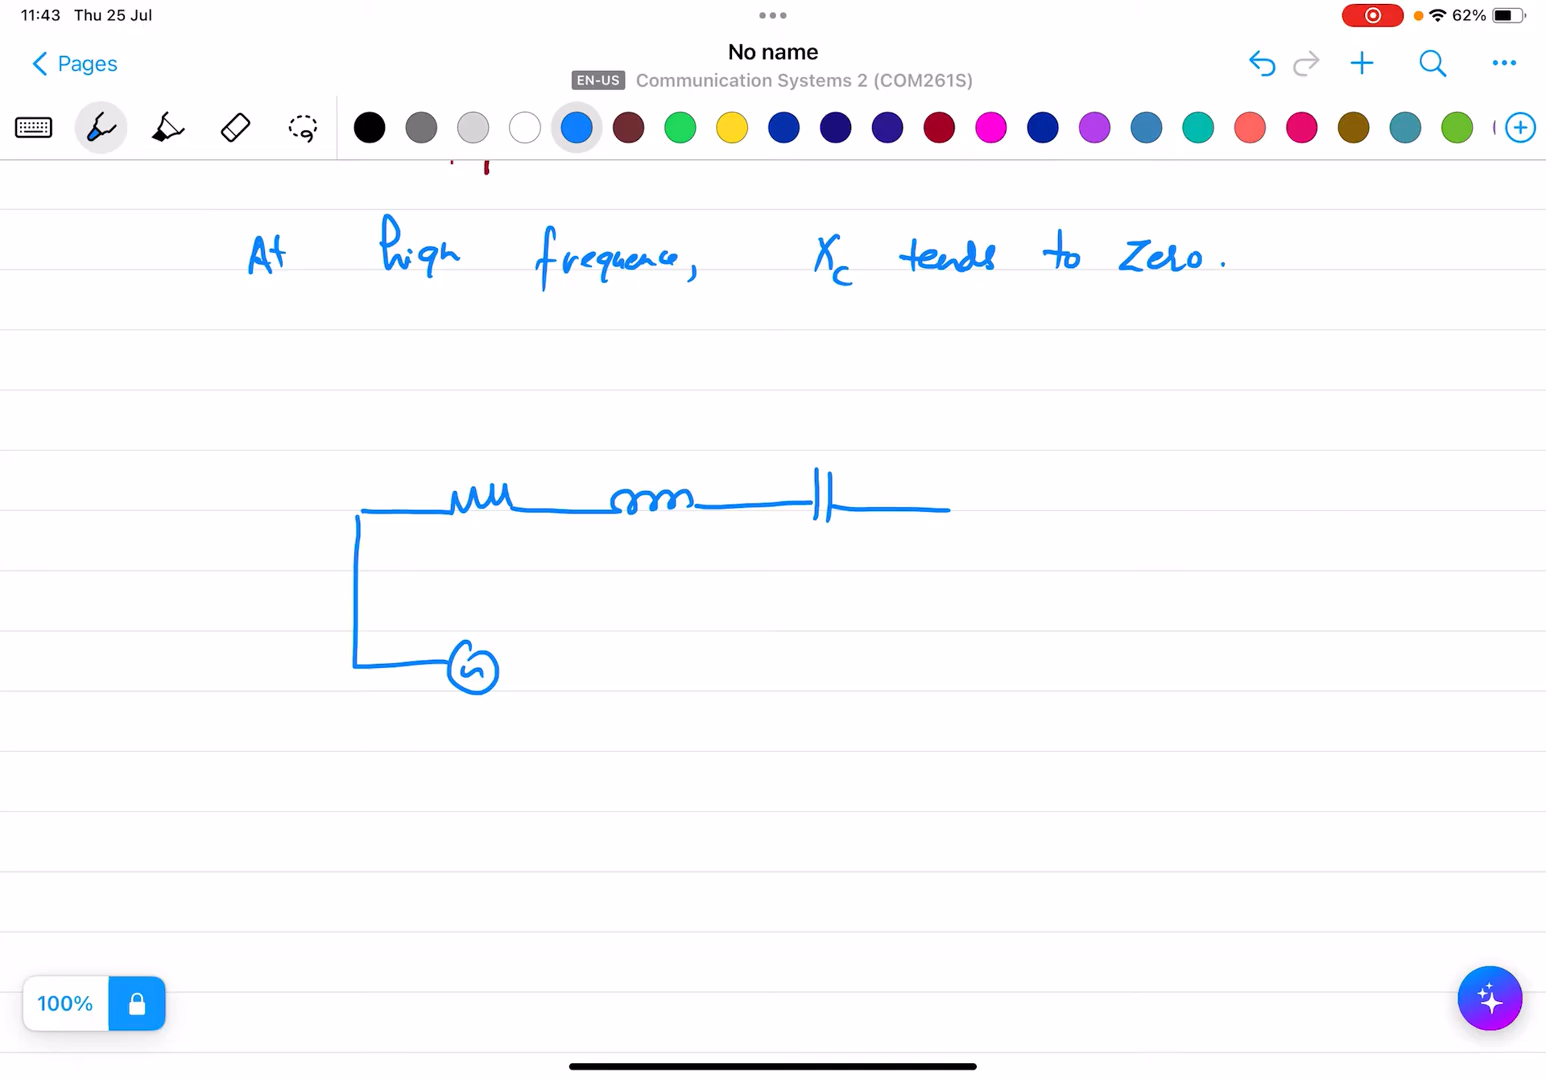 11:43 Thu 25 Jul
62%
Pages
No name
EN-US Communication Systems 2 (COM261S)
At high frequence, Xc tends to zero.
100%